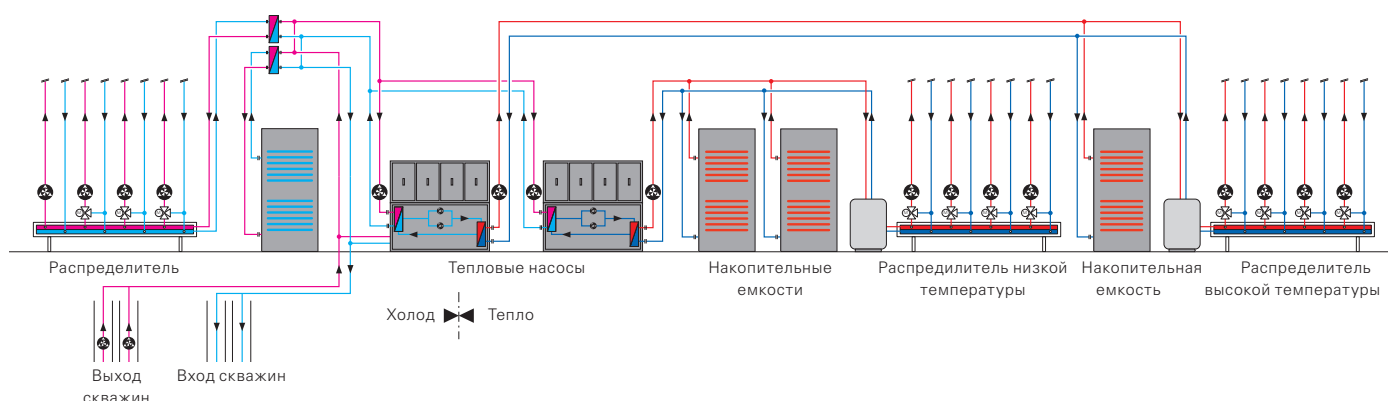 Распределитель
Тепловые насосы
Накопительные
емкости
Распредилитель низкой
температуры
Накопительная
емкость
Распределитель
высокой температуры
Холод
Тепло
Выход
скважин
Вход скважин